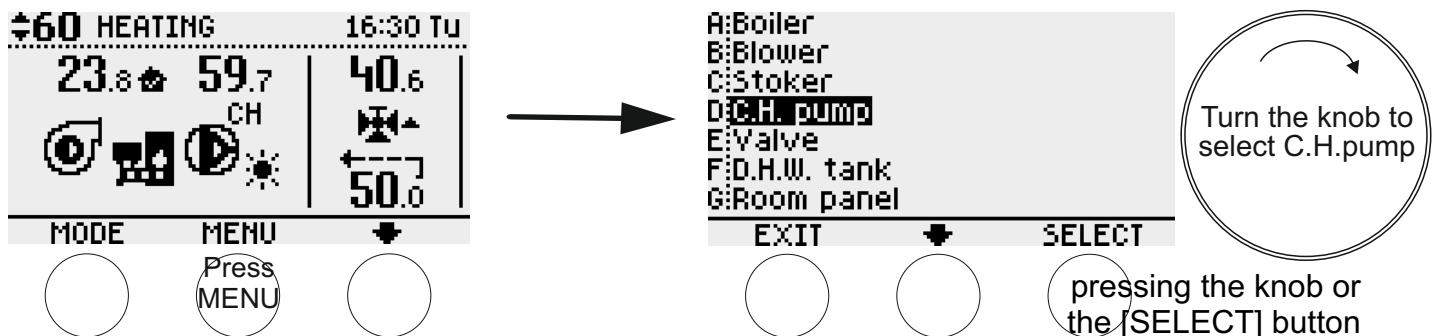 60 HEATING 16:30 Tu
23.8 59.7 40.6
CH
50.0
MODE MENU
Press
MENU
A:Boiler
B:Blower
C:Stoker
D:C.H. pump
E:Valve
F:D.H.W. tank
G:Room panel
EXIT SELECT
Turn the knob to
select C.H.pump
pressing the knob or
the [SELECT] button